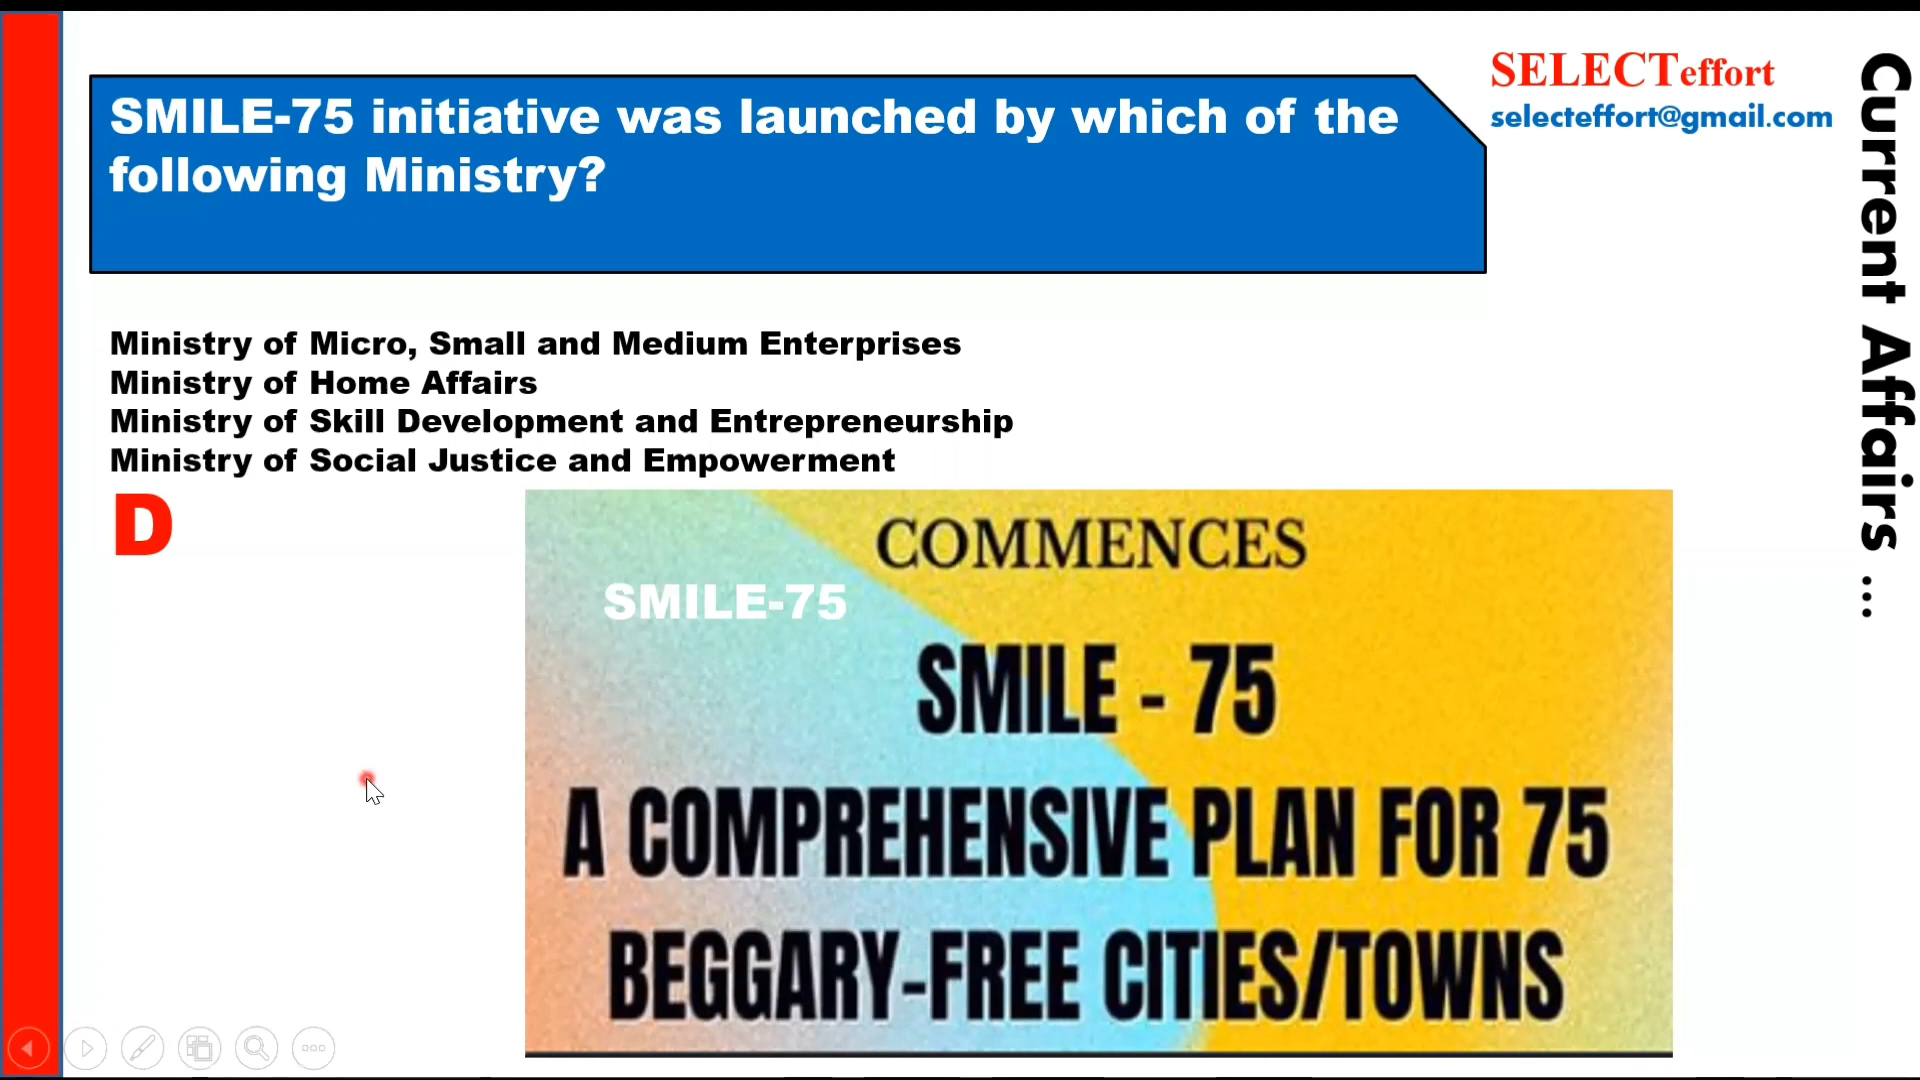 SELECTeffort
selecteffort@gmail.com
SMILE-75 initiative was launched by which of the
following Ministry?
Ministry of Micro, Small and Medium Enterprises
Ministry of Home Affairs
Ministry of Skill Development and Entrepreneurship
Ministry of Social Justice and Empowerment
D
COMMENCES
SMILE-75
SMILE - 75
A COMPREHENSIVE PLAN FOR 75
BEGGARY-FREE CITIES/TOWNS
Current Affairs ...